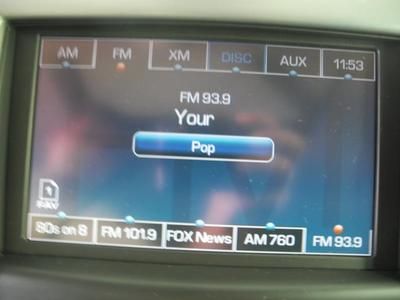 AM FM XM DISC AUX 11:53
FM 93.9
Your
Pop
80s on 8 FM 101.9 FOX News AM 760 FM 93.9